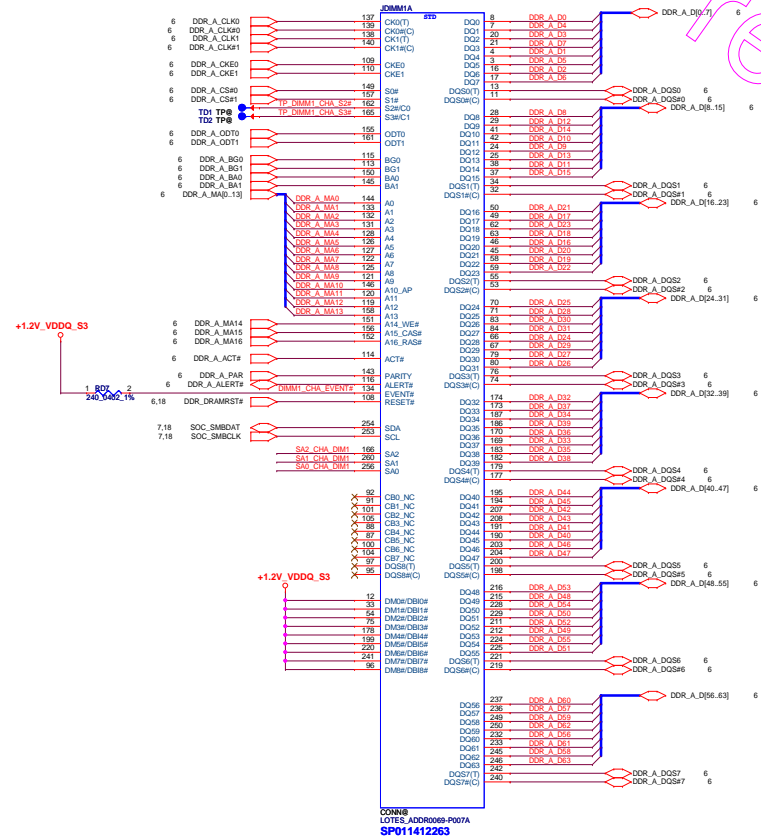 JDIMM1A
STD
6 DDR_A_CLK0 137 CK0(T) DQ0 8 DDR_A_D0 DDR_A_D[0..7] 6
6 DDR_A_CLK#0 139 CK0#(C) DQ1 7 DDR_A_D4
6 DDR_A_CLK1 138 CK1(T) DQ2 20 DDR_A_D3
6 DDR_A_CLK#1 140 CK1#(C) DQ3 21 DDR_A_D7
DQ4 4 DDR_A_D1
6 DDR_A_CKE0 109 CKE0 DQ5 3 DDR_A_D5
6 DDR_A_CKE1 110 CKE1 DQ6 16 DDR_A_D2
DQ7 17 DDR_A_D6
6 DDR_A_CS#0 149 S0# DQS0(T) 13 DDR_A_DQS0 6
6 DDR_A_CS#1 157 S1# DQS0#(C) 11 DDR_A_DQS#0 6
TD1 TP@ TP_DIMM1_CHA_S2# 162 S2#/C0
TD2 TP@ TP_DIMM1_CHA_S3# 165 S3#/C1
DQ8 28 DDR_A_D8 DDR_A_D[8..15] 6
DQ9 29 DDR_A_D12
6 DDR_A_ODT0 155 ODT0 DQ10 41 DDR_A_D14
6 DDR_A_ODT1 161 ODT1 DQ11 42 DDR_A_D10
DQ12 24 DDR_A_D9
6 DDR_A_BG0 115 BG0 DQ13 25 DDR_A_D13
6 DDR_A_BG1 113 BG1 DQ14 38 DDR_A_D11
6 DDR_A_BA0 150 BA0 DQ15 37 DDR_A_D15
6 DDR_A_BA1 145 BA1 DQS1(T) 34 DDR_A_DQS1 6
6 DDR_A_MA[0..13] DQS1#(C) 32 DDR_A_DQS#1 6
DDR_A_MA0 144 A0
DDR_A_MA1 133 A1 DQ16 50 DDR_A_D21 DDR_A_D[16..23] 6
DDR_A_MA2 132 A2 DQ17 49 DDR_A_D17
DDR_A_MA3 131 A3 DQ18 62 DDR_A_D23
DDR_A_MA4 128 A4 DQ19 63 DDR_A_D18
DDR_A_MA5 126 A5 DQ20 46 DDR_A_D16
DDR_A_MA6 127 A6 DQ21 45 DDR_A_D20
DDR_A_MA7 122 A7 DQ22 58 DDR_A_D19
DDR_A_MA8 125 A8 DQ23 59 DDR_A_D22
DDR_A_MA9 121 A9 DQS2(T) 55 DDR_A_DQS2 6
DDR_A_MA10 146 A10_AP DQS2#(C) 53 DDR_A_DQS#2 6
DDR_A_MA11 120 A11
DDR_A_MA12 119 A12 DQ24 70 DDR_A_D25 DDR_A_D[24..31] 6
DDR_A_MA13 158 A13 DQ25 71 DDR_A_D28
6 DDR_A_MA14 151 A14_WE# DQ26 83 DDR_A_D30
6 DDR_A_MA15 156 A15_CAS# DQ27 84 DDR_A_D31
6 DDR_A_MA16 152 A16_RAS# DQ28 66 DDR_A_D24
DQ29 67 DDR_A_D29
6 DDR_A_ACT# 114 ACT# DQ30 79 DDR_A_D27
DQ31 80 DDR_A_D26
6 DDR_A_PAR 143 PARITY DQS3(T) 76 DDR_A_DQS3 6
6 DDR_A_ALERT# 116 ALERT# DQS3#(C) 74 DDR_A_DQS#3 6
+1.2V_VDDQ_S3
1 RD7 2 DIMM1_CHA_EVENT# 134 EVENT#
240_0402_1%
6,18 DDR_DRAMRST# 108 RESET# DQ32 174 DDR_A_D32 DDR_A_D[32..39] 6
DQ33 173 DDR_A_D37
DQ34 187 DDR_A_D34
7,18 SOC_SMBDAT 254 SDA DQ35 186 DDR_A_D39
7,18 SOC_SMBCLK 253 SCL DQ36 170 DDR_A_D36
DQ37 169 DDR_A_D33
SA2_CHA_DIM1 166 SA2 DQ38 183 DDR_A_D35
SA1_CHA_DIM1 260 SA1 DQ39 182 DDR_A_D38
SA0_CHA_DIM1 256 SA0 DQS4(T) 179 DDR_A_DQS4 6
DQS4#(C) 177 DDR_A_DQS#4 6
92 CB0_NC DQ40 195 DDR_A_D44 DDR_A_D[40..47] 6
91 CB1_NC DQ41 194 DDR_A_D45
101 CB2_NC DQ42 207 DDR_A_D42
105 CB3_NC DQ43 208 DDR_A_D43
88 CB4_NC DQ44 191 DDR_A_D41
87 CB5_NC DQ45 190 DDR_A_D40
100 CB6_NC DQ46 203 DDR_A_D46
104 CB7_NC DQ47 204 DDR_A_D47
97 DQS8(T) DQS5(T) 200 DDR_A_DQS5 6
95 DQS8#(C) DQS5#(C) 198 DDR_A_DQS#5 6
+1.2V_VDDQ_S3
DQ48 216 DDR_A_D53 DDR_A_D[48..55] 6
12 DM0#/DBI0# DQ49 215 DDR_A_D48
33 DM1#/DBI1# DQ50 228 DDR_A_D54
54 DM2#/DBI2# DQ51 229 DDR_A_D50
75 DM3#/DBI3# DQ52 211 DDR_A_D52
178 DM4#/DBI4# DQ53 212 DDR_A_D49
199 DM5#/DBI5# DQ54 224 DDR_A_D55
220 DM6#/DBI6# DQ55 225 DDR_A_D51
241 DM7#/DBI7# DQS6(T) 221 DDR_A_DQS6 6
96 DM8#/DBI8# DQS6#(C) 219 DDR_A_DQS#6 6
DQ56 237 DDR_A_D60 DDR_A_D[56..63] 6
DQ57 236 DDR_A_D57
DQ58 249 DDR_A_D59
DQ59 250 DDR_A_D62
DQ60 232 DDR_A_D56
DQ61 233 DDR_A_D61
DQ62 245 DDR_A_D58
DQ63 246 DDR_A_D63
DQS7(T) 242 DDR_A_DQS7 6
DQS7#(C) 240 DDR_A_DQS#7 6
CONN@
LOTES_ADDR0069-P007A
SP011412263